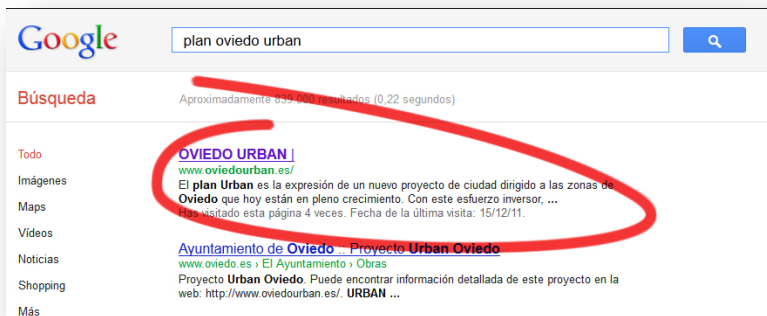 Google
plan oviedo urban
Búsqueda
Aproximadamente 839.000 resultados (0,22 segundos)
Todo
Imágenes
Maps
Vídeos
Noticias
Shopping
Más
OVIEDO URBAN |
www.oviedourban.es/
El plan Urban es la expresión de un nuevo proyecto de ciudad dirigido a las zonas de
Oviedo que hoy están en pleno crecimiento. Con este esfuerzo inversor, ...
Has visitado esta página 4 veces. Fecha de la última visita: 15/12/11.
Ayuntamiento de Oviedo :: Proyecto Urban Oviedo
www.oviedo.es › El Ayuntamiento › Obras
Proyecto Urban Oviedo. Puede encontrar información detallada de este proyecto en la
web: http://www.oviedourban.es/. URBAN ...